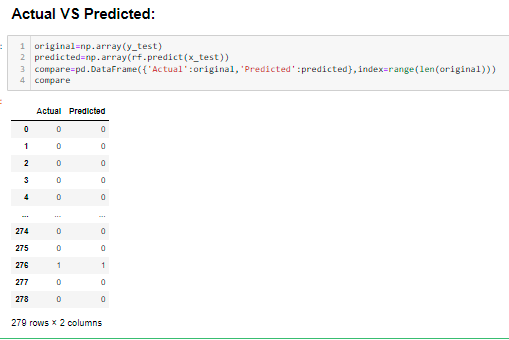 Actual VS Predicted:
1 original=np.array(y_test)
2 predicted=np.array(rf.predict(x_test))
3 compare=pd.DataFrame({'Actual':original,'Predicted':predicted},index=range(len(original)))
4 compare
Actual Predicted
0 0 0
1 0 0
2 0 0
3 0 0
4 0 0
... ... ...
274 0 0
275 0 0
276 1 1
277 0 0
278 0 0
279 rows × 2 columns